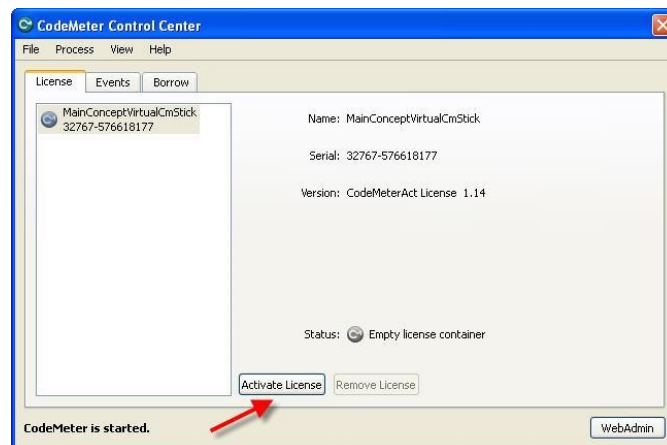 CodeMeter Control Center
File Process View Help
License Events Borrow
MainConceptVirtualCmStick
32767-576618177
Name: MainConceptVirtualCmStick
Serial: 32767-576618177
Version: CodeMeterAct License 1.14
Status: Empty license container
Activate License Remove License
CodeMeter is started. WebAdmin